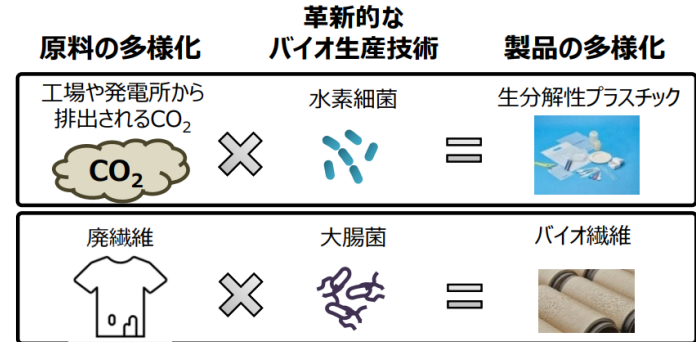 原料の多様化
革新的な
バイオ生産技術
製品の多様化
工場や発電所から
排出されるCO₂
CO₂
水素細菌
生分解性プラスチック
廃繊維
大腸菌
バイオ繊維